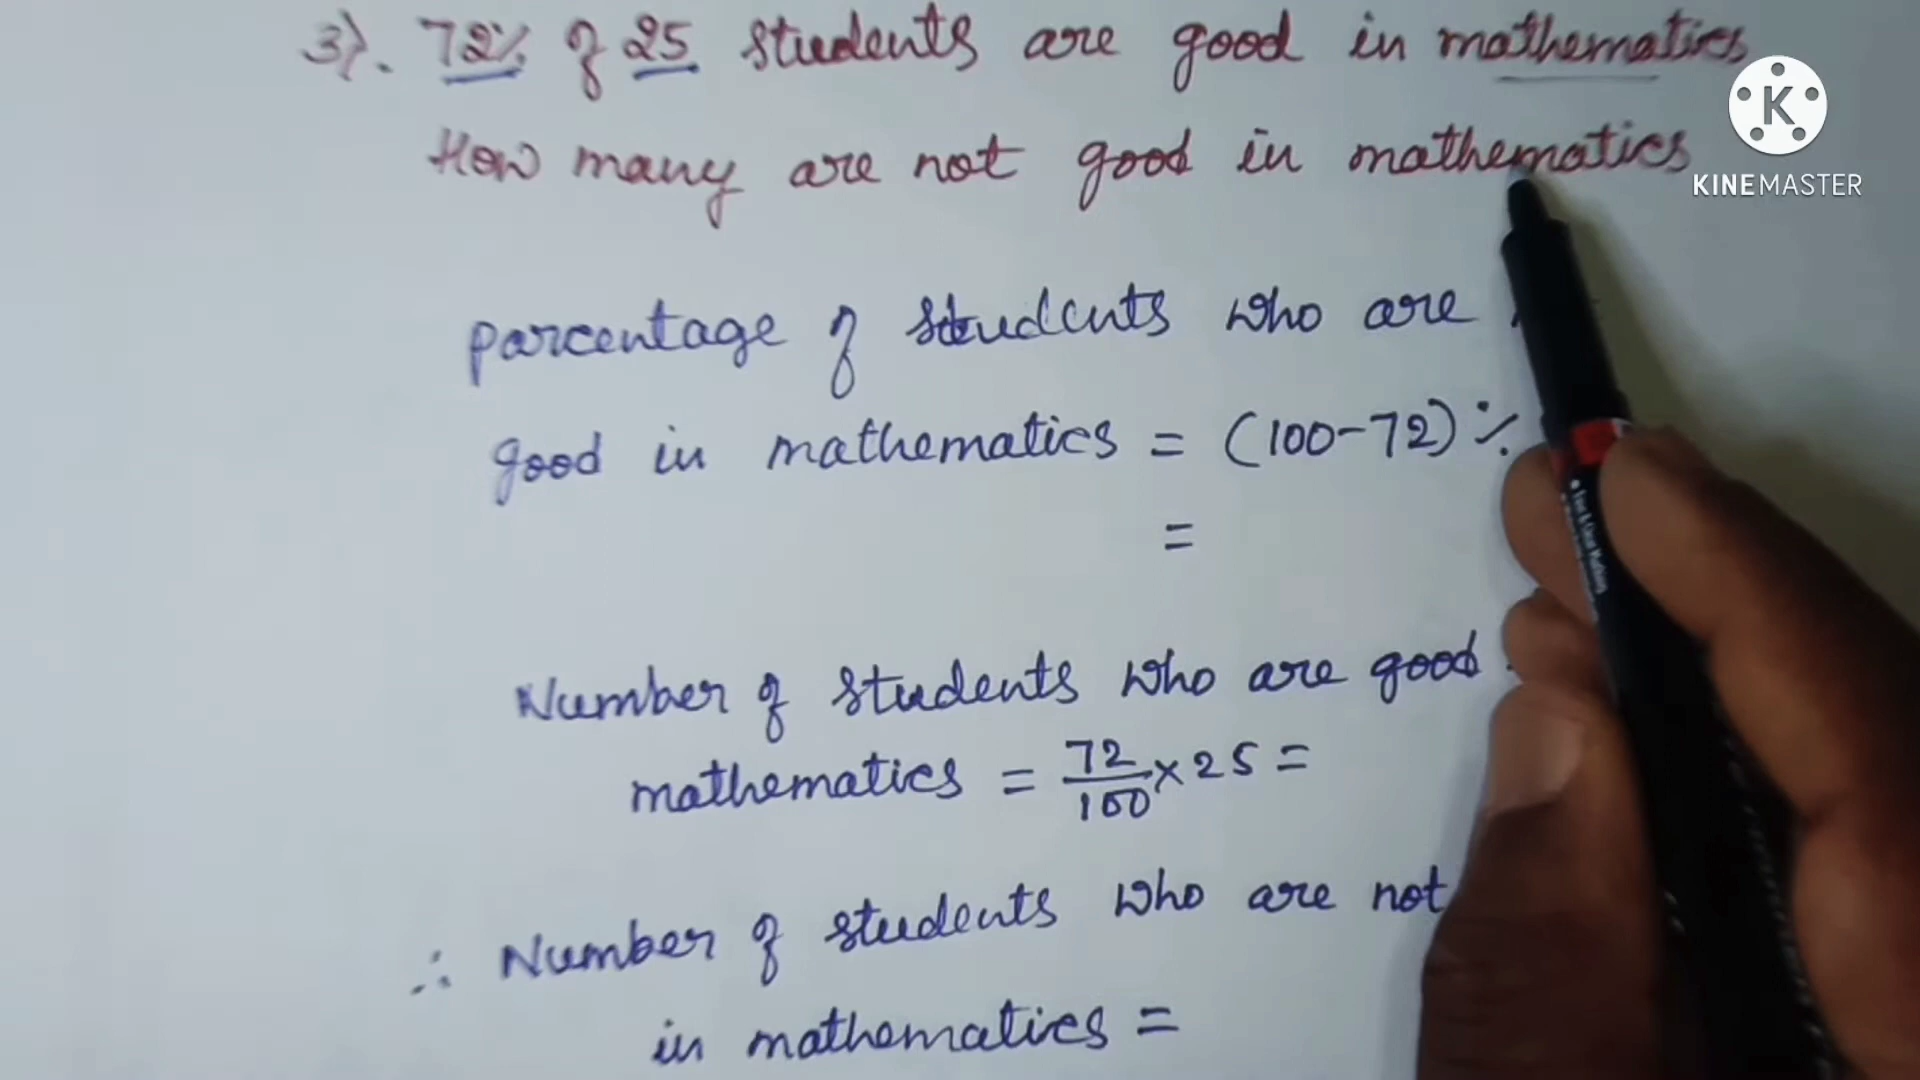 3). 72% of 25 students are good in mathematics
How many are not good in mathematics
K
KINEMASTER
parcentage of students who are
good in mathematics = (100-72)%
=
Number of students who are good
mathematics = 72/100 × 25 =
∴ Number of students who are not
in mathematics =